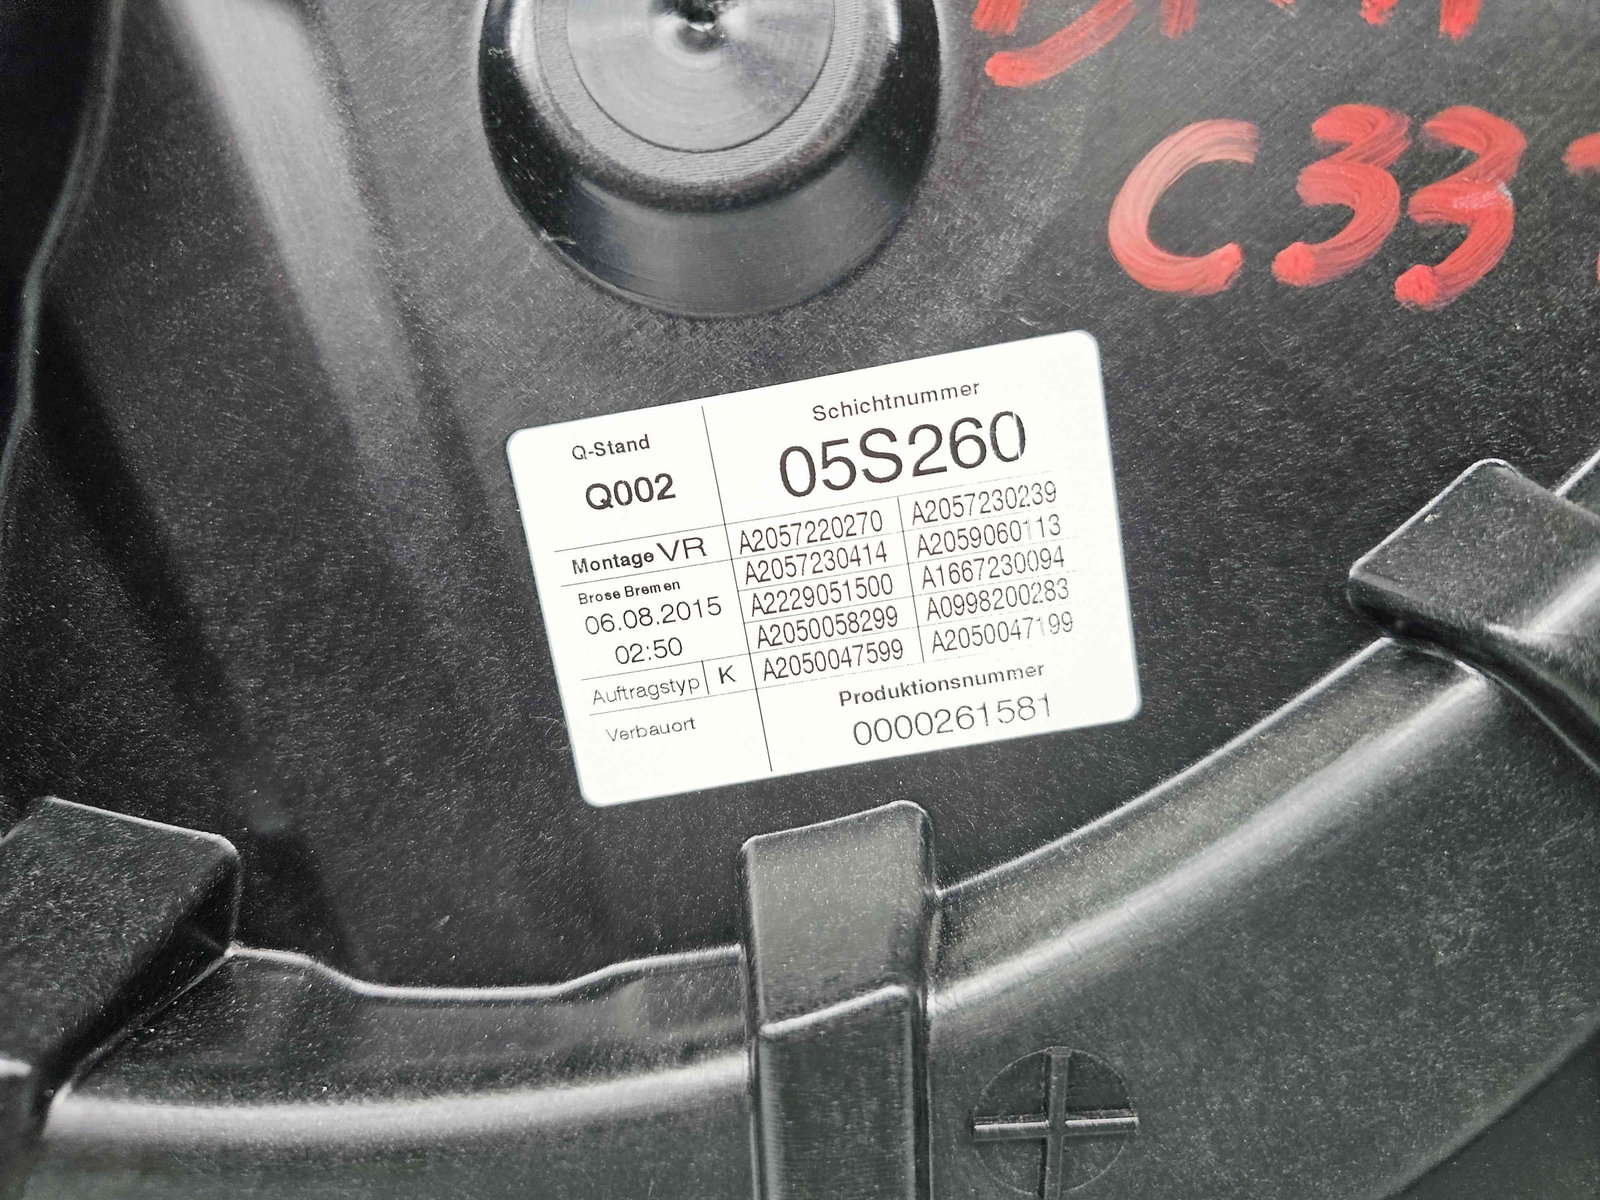 C33
Schichtnummer
Q-Stand
05S260
Q002
A2057220270 A2057230239
Montage VR
A2057230414 A2059060113
Brose Bremen
A2229051500 A1667230094
06.08.2015
A2050058299 A0998200283
02:50
A2050047599 A2050047199
Auftragstyp K
Produktionsnummer
Verbauort
0000261581